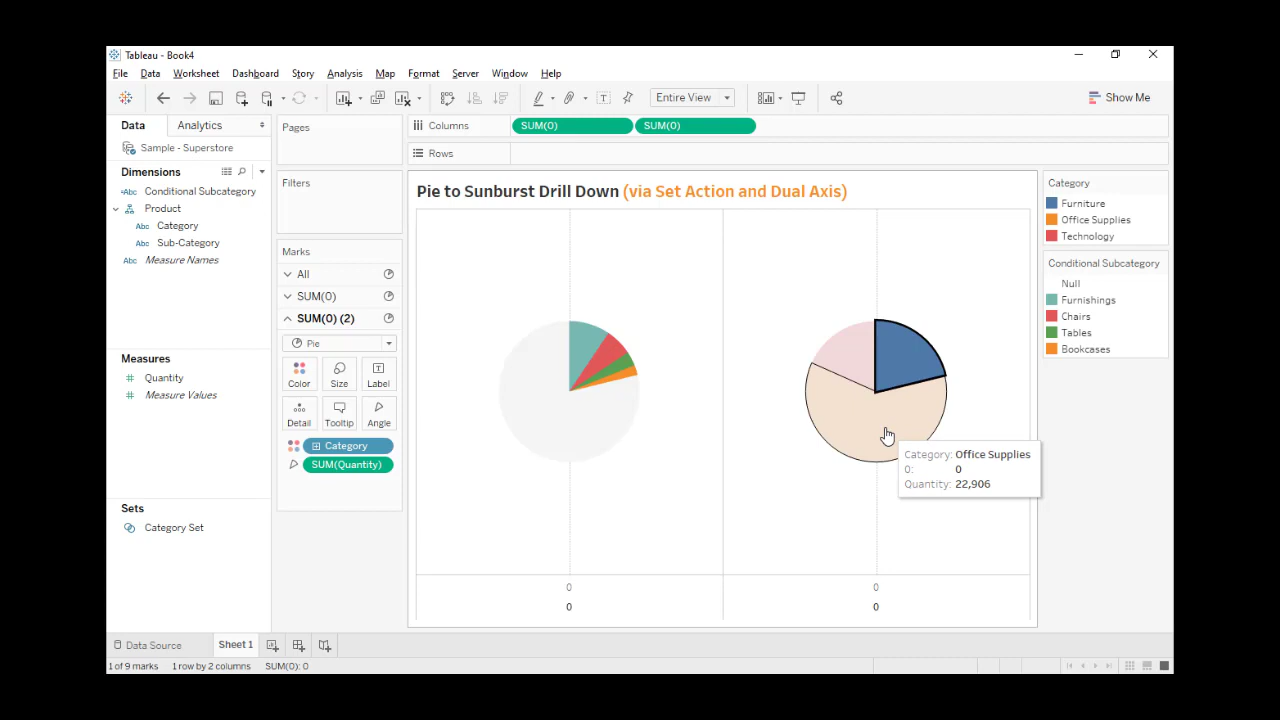 Tableau - Book4
File Data Worksheet Dashboard Story Analysis Map Format Server Window Help
Entire View
Show Me
Data Analytics
Sample - Superstore
Dimensions
Abc Conditional Subcategory
Product
Abc Category
Abc Sub-Category
Abc Measure Names
Measures
Quantity
Measure Values
Sets
Category Set
Pages
Filters
Marks
All
SUM(0)
SUM(0) (2)
Pie
Color Size Label
Detail Tooltip Angle
Category
SUM(Quantity)
Columns SUM(0) SUM(0)
Rows
Pie to Sunburst Drill Down (via Set Action and Dual Axis)
Category: Office Supplies
0: 0
Quantity: 22,906
0 0
0 0
Category
Furniture
Office Supplies
Technology
Conditional Subcategory
Null
Furnishings
Chairs
Tables
Bookcases
Data Source Sheet 1
1 of 9 marks 1 row by 2 columns SUM(0): 0